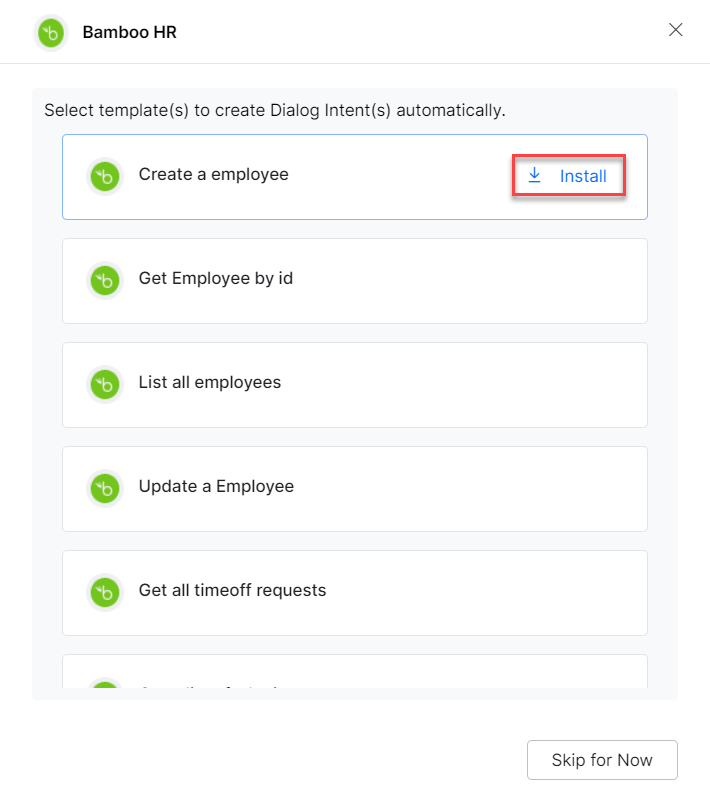 Bamboo HR
Select template(s) to create Dialog Intent(s) automatically.
Create a employee
Install
Get Employee by id
List all employees
Update a Employee
Get all timeoff requests
Skip for Now